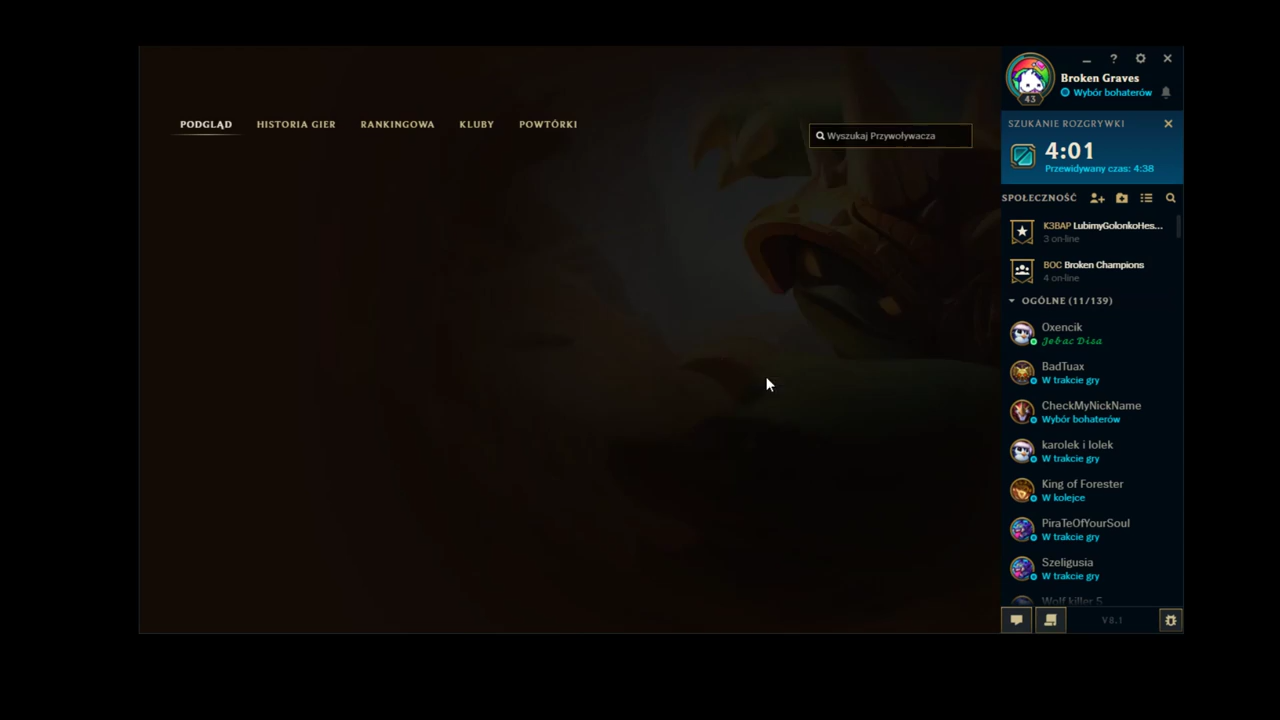 PODGLĄD HISTORIA GIER RANKINGOWA KLUBY POWTÓRKI
Wyszukaj Przywoływacza
?
Broken Graves
Wybór bohaterów
43
SZUKANIE ROZGRYWKI
4:01
Przewidywany czas: 4:38
SPOŁECZNOŚĆ
K3BAP LubimyGolonkoHes...
3 on-line
BOC Broken Champions
4 on-line
OGÓLNE (11/139)
Oxencik
Jebac Disa
BadTuax
W trakcie gry
CheckMyNickName
Wybór bohaterów
karolek i lolek
W trakcie gry
King of Forester
W kolejce
PiraTeOfYourSoul
W trakcie gry
Szeligusia
W trakcie gry
Wolf killer 5
V8.1